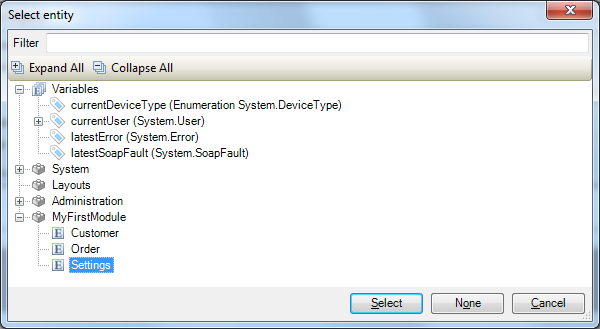 Select entity
Filter
Expand All Collapse All
Variables
currentDeviceType (Enumeration System.DeviceType)
currentUser (System.User)
latestError (System.Error)
latestSoapFault (System.SoapFault)
System
Layouts
Administration
MyFirstModule
E Customer
E Order
E Settings
Select None Cancel